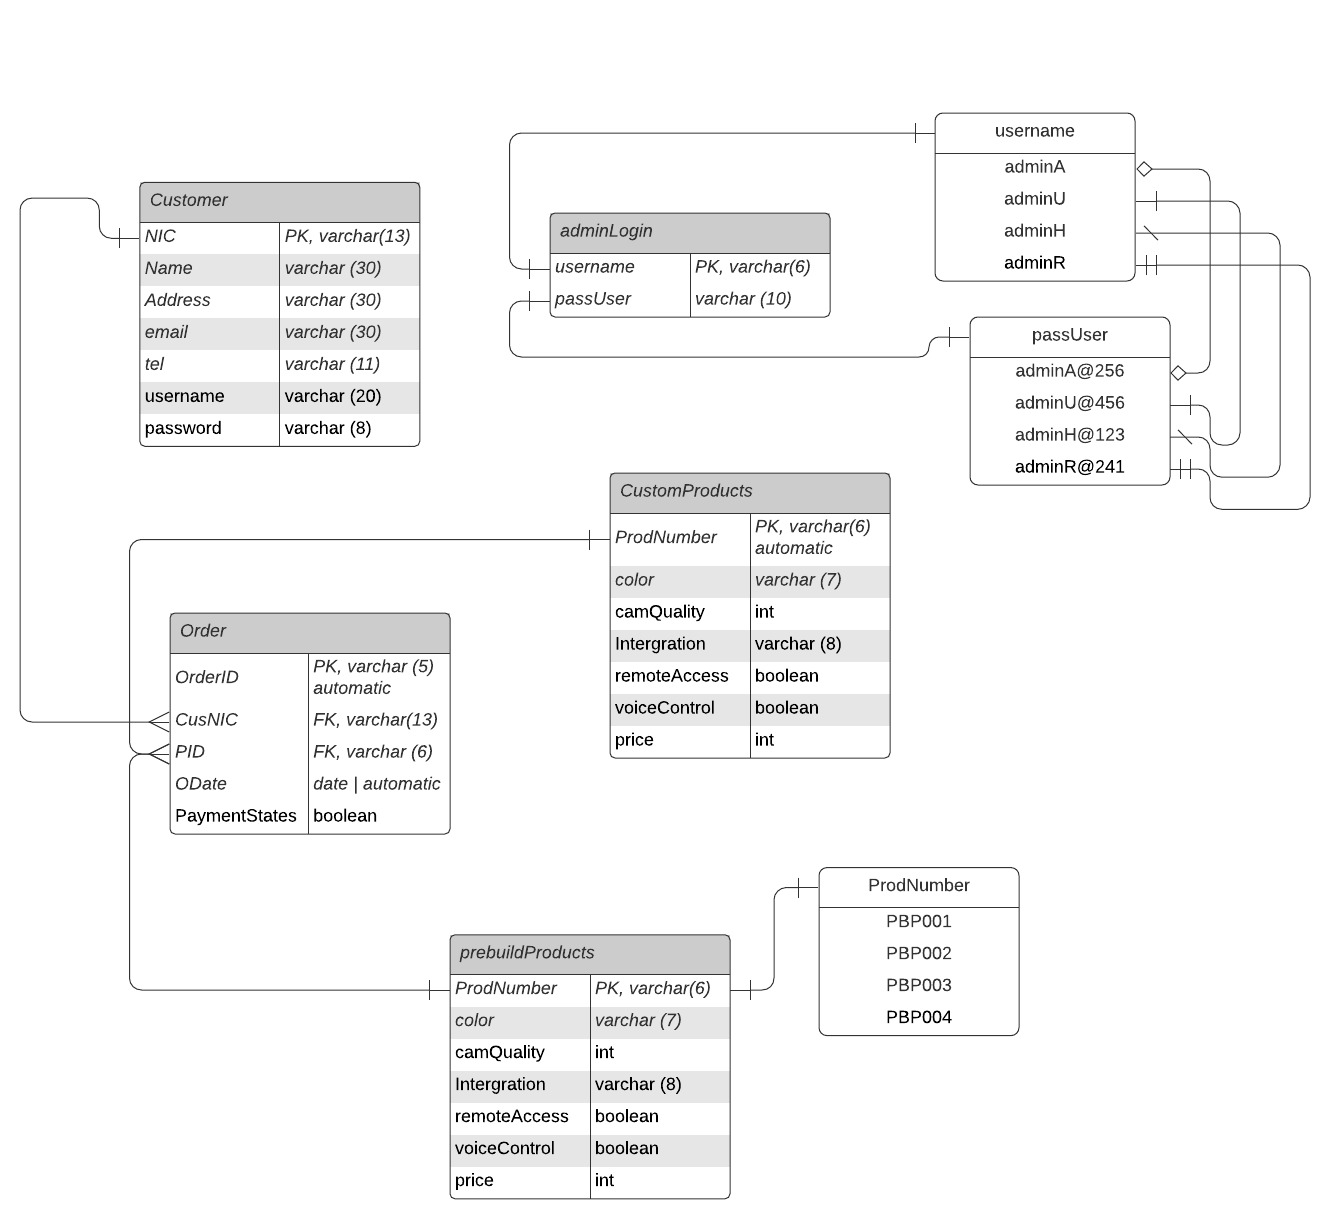 username
adminA
adminU
adminH
adminR
Customer
NIC PK, varchar(13)
Name varchar (30)
Address varchar (30)
email varchar (30)
tel varchar (11)
username varchar (20)
password varchar (8)
adminLogin
username PK, varchar(6)
passUser varchar (10)
passUser
adminA@256
adminU@456
adminH@123
adminR@241
CustomProducts
ProdNumber PK, varchar(6)
automatic
color varchar (7)
camQuality int
Intergration varchar (8)
remoteAccess boolean
voiceControl boolean
price int
Order
OrderID PK, varchar (5)
automatic
CusNIC FK, varchar(13)
PID FK, varchar (6)
ODate date | automatic
PaymentStates boolean
ProdNumber
PBP001
PBP002
PBP003
PBP004
prebuildProducts
ProdNumber PK, varchar(6)
color varchar (7)
camQuality int
Intergration varchar (8)
remoteAccess boolean
voiceControl boolean
price int